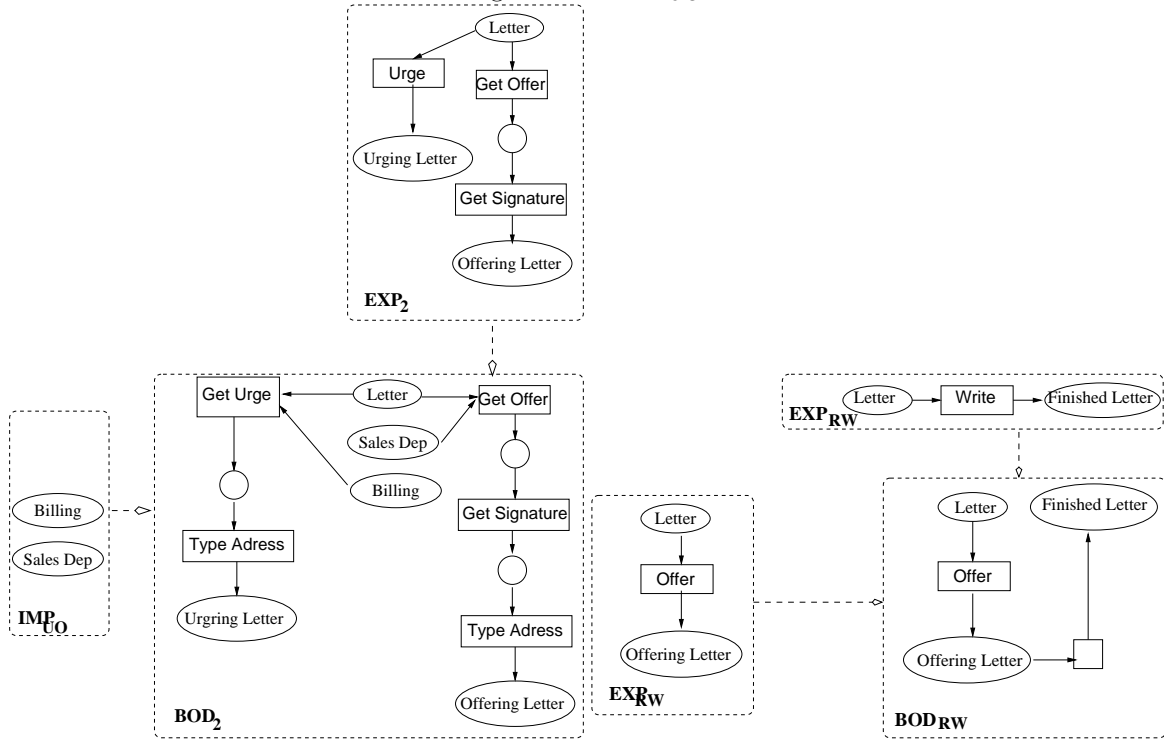 Letter
Urge
Get Offer
Urging Letter
Get Signature
Offering Letter
EXP2
Get Urge
Letter
Get Offer
Sales Dep
Billing
Get Signature
Type Adress
Urgring Letter
Type Adress
Offering Letter
BOD2
Billing
Sales Dep
IMPUO
Letter
Offer
Offering Letter
EXPRW
Letter
Write
Finished Letter
EXPRW
Letter
Finished Letter
Offer
Offering Letter
BODRW